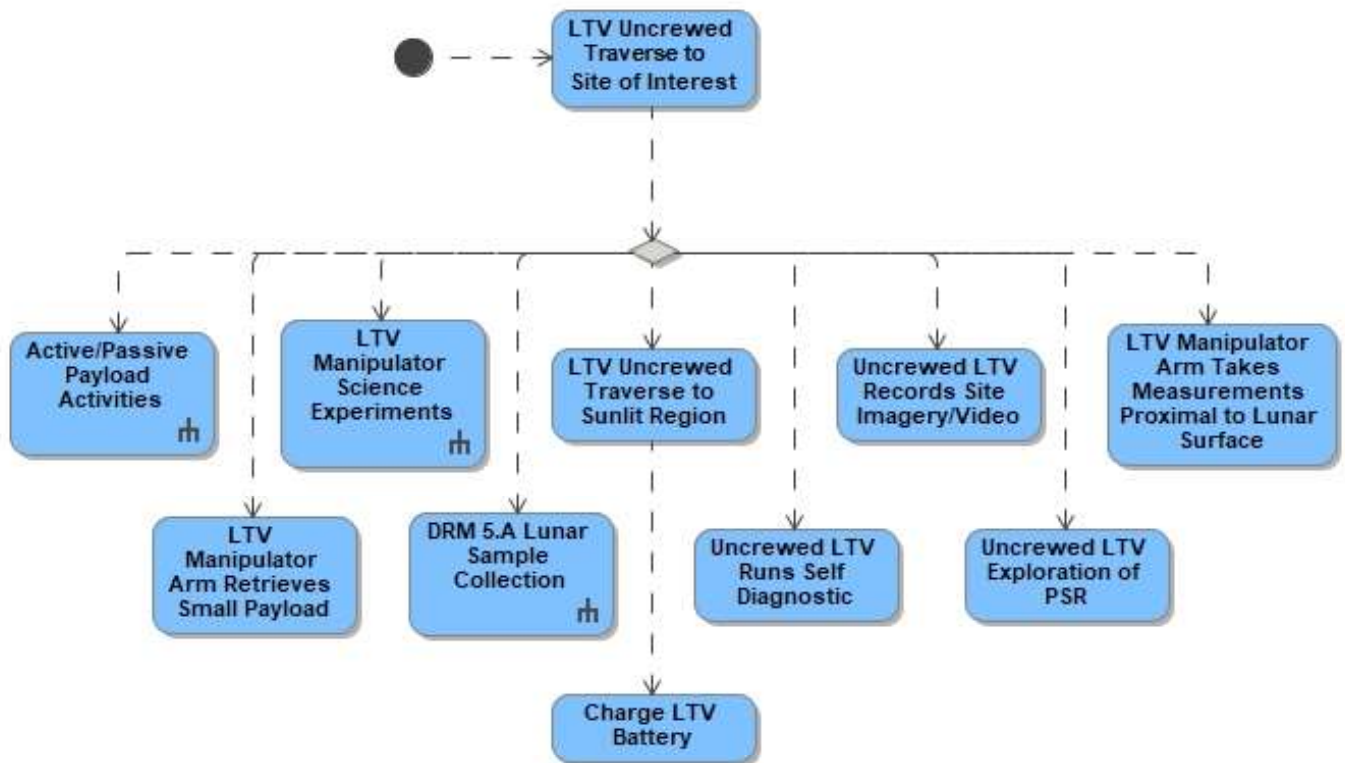 LTV Uncrewed
Traverse to
Site of Interest
Active/Passive
Payload
Activities
LTV
Manipulator
Science
Experiments
LTV Uncrewed
Traverse to
Sunlit Region
Uncrewed LTV
Records Site
Imagery/Video
LTV Manipulator
Arm Takes
Measurements
Proximal to Lunar
Surface
LTV
Manipulator
Arm Retrieves
Small Payload
DRM 5.A Lunar
Sample
Collection
Uncrewed LTV
Runs Self
Diagnostic
Uncrewed LTV
Exploration of
PSR
Charge LTV
Battery